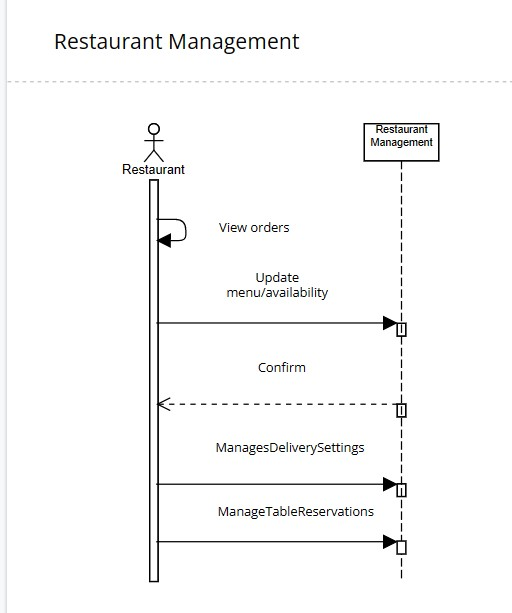 Restaurant Management
Restaurant
Management
Restaurant
View orders
Update
menu/availability
Confirm
ManagesDeliverySettings
ManageTableReservations